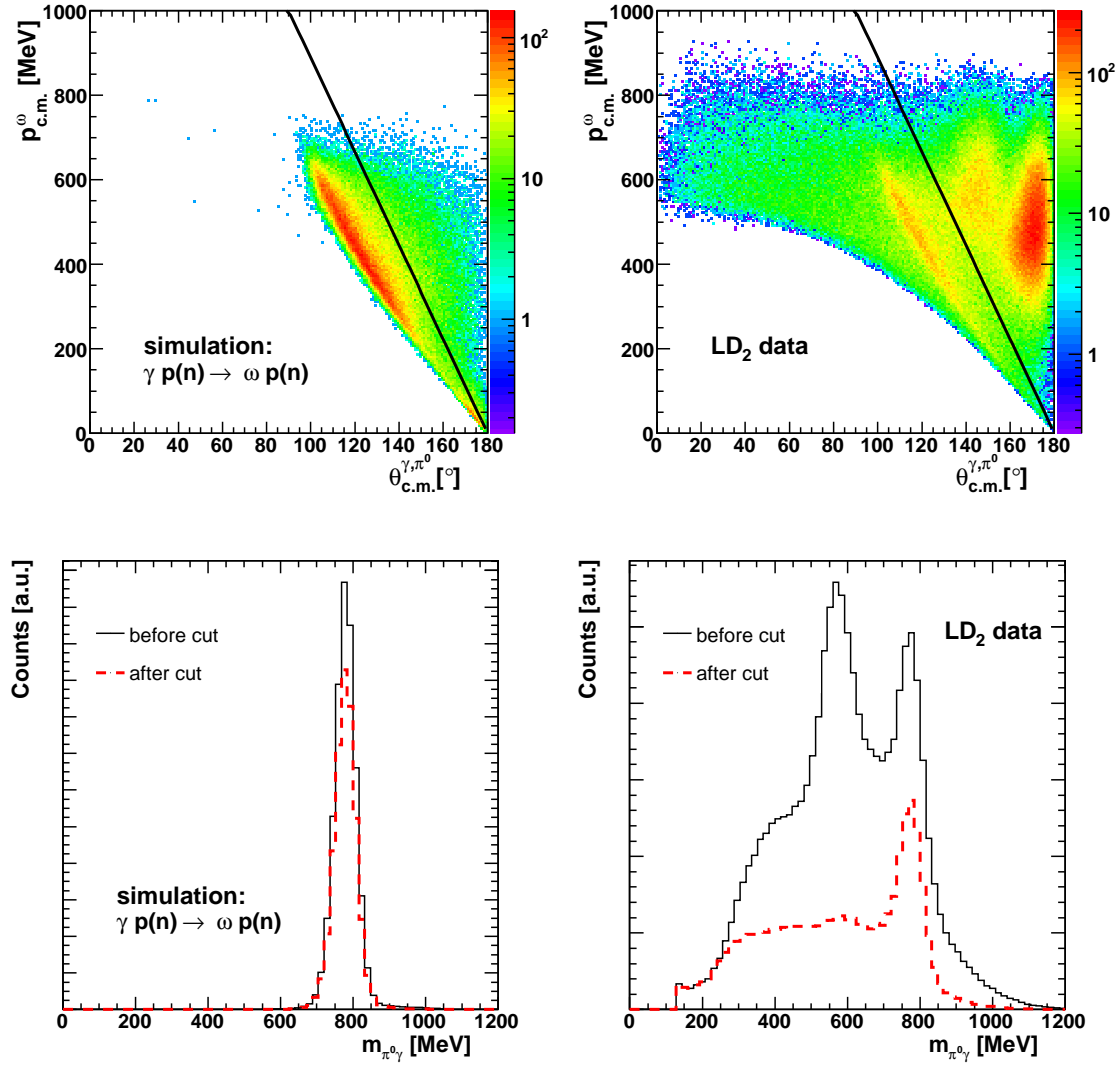 p^ω_c.m. [MeV]
1000
800
600
400
200
0
simulation:
γ p(n) → ω p(n)
0 20 40 60 80 100 120 140 160 180
θ^γ,π⁰_c.m. [°]
10²
10
1
p^ω_c.m. [MeV]
1000
800
600
400
200
0
LD₂ data
0 20 40 60 80 100 120 140 160 180
θ^γ,π⁰_c.m. [°]
10²
10
1
Counts [a.u.]
before cut
after cut
simulation:
γ p(n) → ω p(n)
0 200 400 600 800 1000 1200
m_π⁰γ [MeV]
Counts [a.u.]
before cut
after cut
LD₂ data
0 200 400 600 800 1000 1200
m_π⁰γ [MeV]